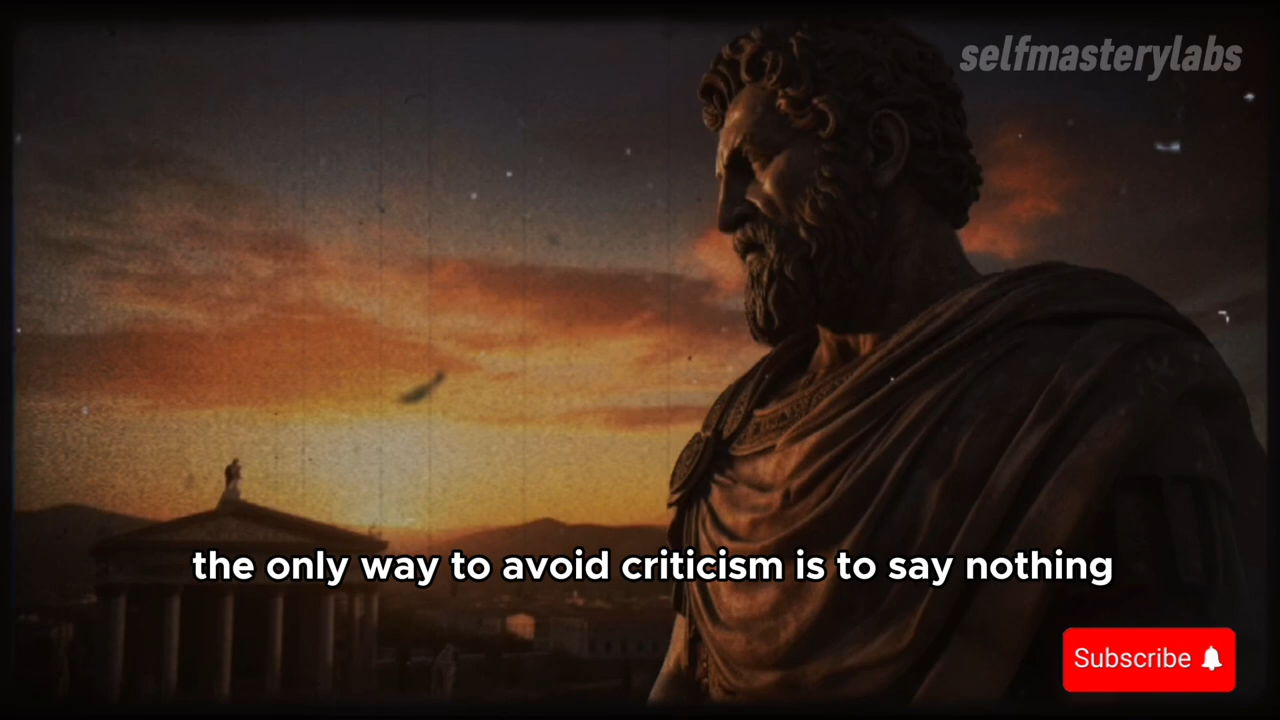 selfmasterylabs
the only way to avoid criticism is to say nothing
Subscribe